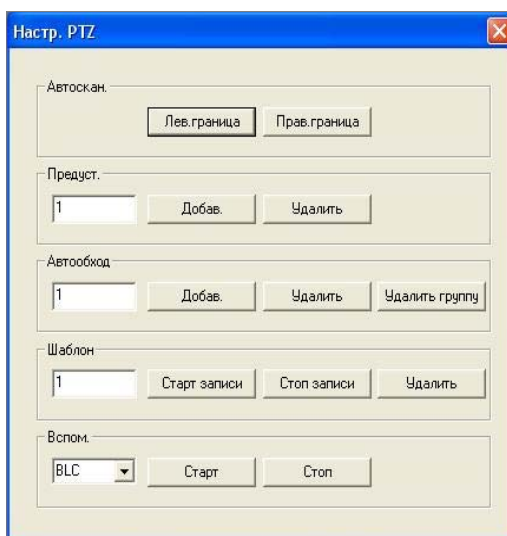 Настр. PTZ
Автоскан.
Лев.граница Прав.граница
Предуст.
1 Добав. Удалить
Автообход
1 Добав. Удалить Удалить группу
Шаблон
1 Старт записи Стоп записи Удалить
Вспом.
BLC Старт Стоп